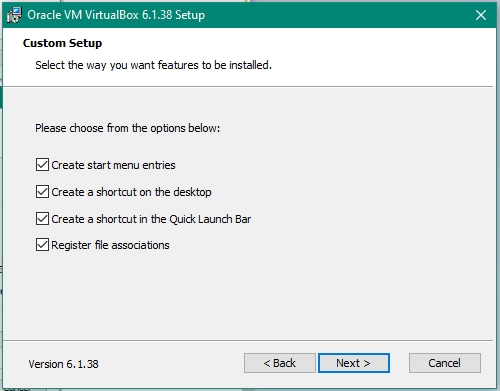 Oracle VM VirtualBox 6.1.38 Setup
Custom Setup
Select the way you want features to be installed.
Please choose from the options below:
Create start menu entries
Create a shortcut on the desktop
Create a shortcut in the Quick Launch Bar
Register file associations
Version 6.1.38
< Back
Next >
Cancel